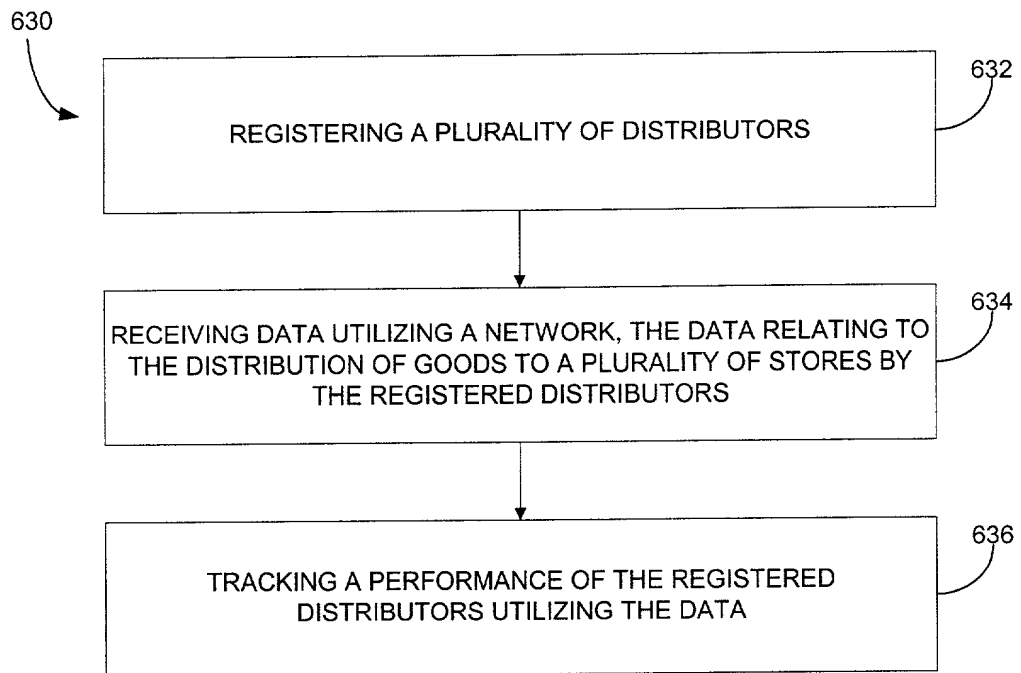 630
632
REGISTERING A PLURALITY OF DISTRIBUTORS
634
RECEIVING DATA UTILIZING A NETWORK, THE DATA RELATING TO
THE DISTRIBUTION OF GOODS TO A PLURALITY OF STORES BY
THE REGISTERED DISTRIBUTORS
636
TRACKING A PERFORMANCE OF THE REGISTERED
DISTRIBUTORS UTILIZING THE DATA